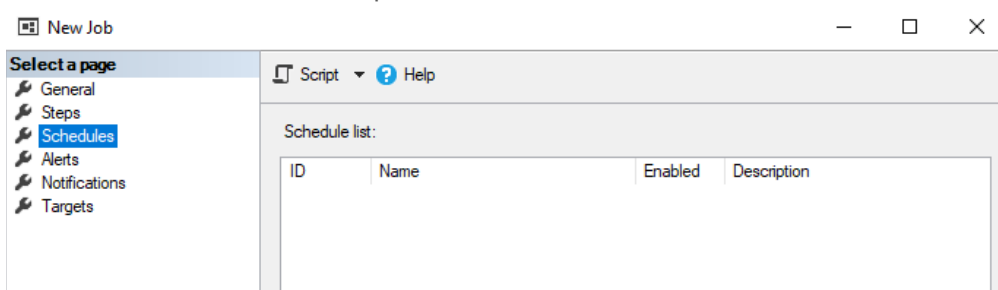 New Job
Select a page
General
Steps
Schedules
Alerts
Notifications
Targets
Script
Help
Schedule list:
ID Name Enabled Description